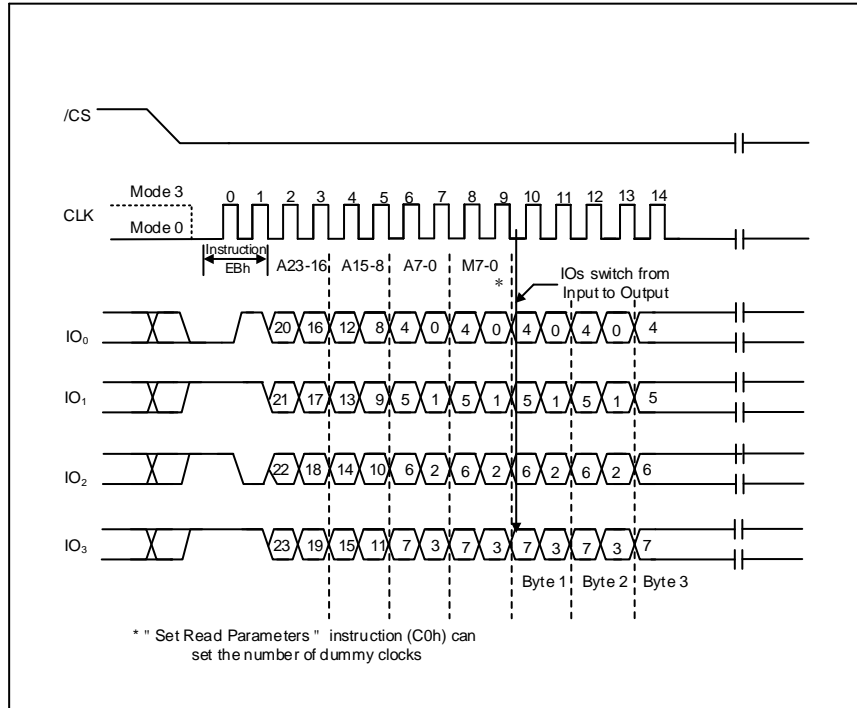 /CS
Mode 3
CLK
Mode 0
0 1 2 3 4 5 6 7 8 9 10 11 12 13 14
Instruction
EBh
A23-16 A15-8 A7-0 M7-0
*
IOs switch from
Input to Output
IO0 20 16 12 8 4 0 4 0 4 0 4 0 4
IO1 21 17 13 9 5 1 5 1 5 1 5 1 5
IO2 22 18 14 10 6 2 6 2 6 2 6 2 6
IO3 23 19 15 11 7 3 7 3 7 3 7 3 7
Byte 1 Byte 2 Byte 3
* " Set Read Parameters " instruction (C0h) can
set the number of dummy clocks